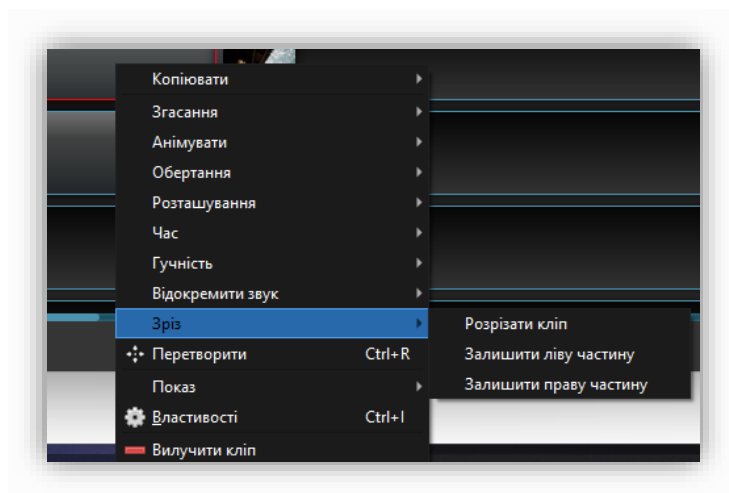 Копіювати
Згасання
Анімувати
Обертання
Розташування
Час
Гучність
Відокремити звук
Зріз
Розрізати кліп
Перетворити Ctrl+R
Залишити ліву частину
Показ
Залишити праву частину
Властивості Ctrl+I
Вилучити кліп